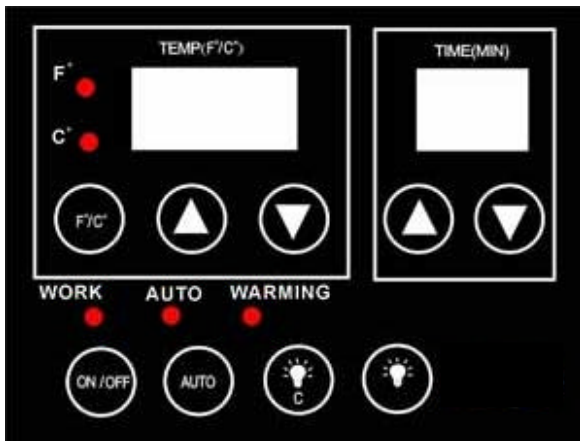 TEMP(F°/C°)
TIME(MIN)
F°
C°
F°/C°
WORK AUTO WARMING
ON/OFF AUTO C